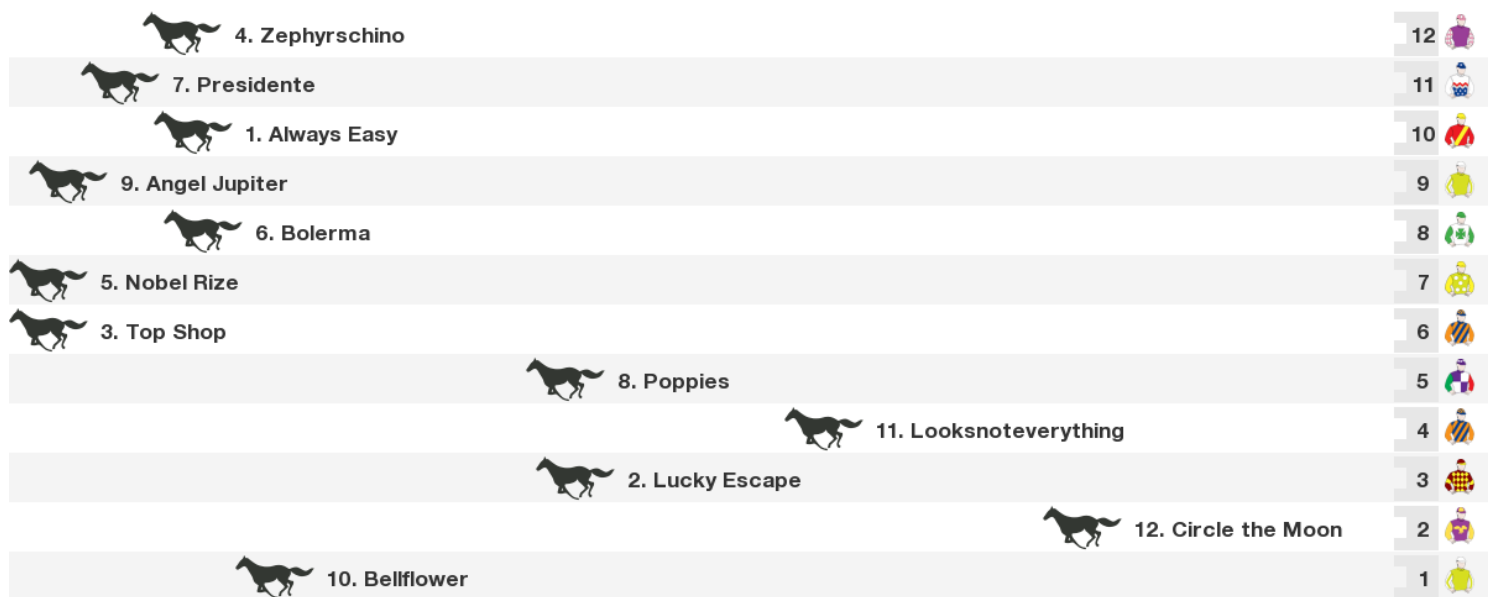 4. Zephyrschino 12
7. Presidente 11
1. Always Easy 10
9. Angel Jupiter 9
6. Bolerma 8
5. Nobel Rize 7
3. Top Shop 6
8. Poppies 5
11. Looksnoteverything 4
2. Lucky Escape 3
12. Circle the Moon 2
10. Bellflower 1